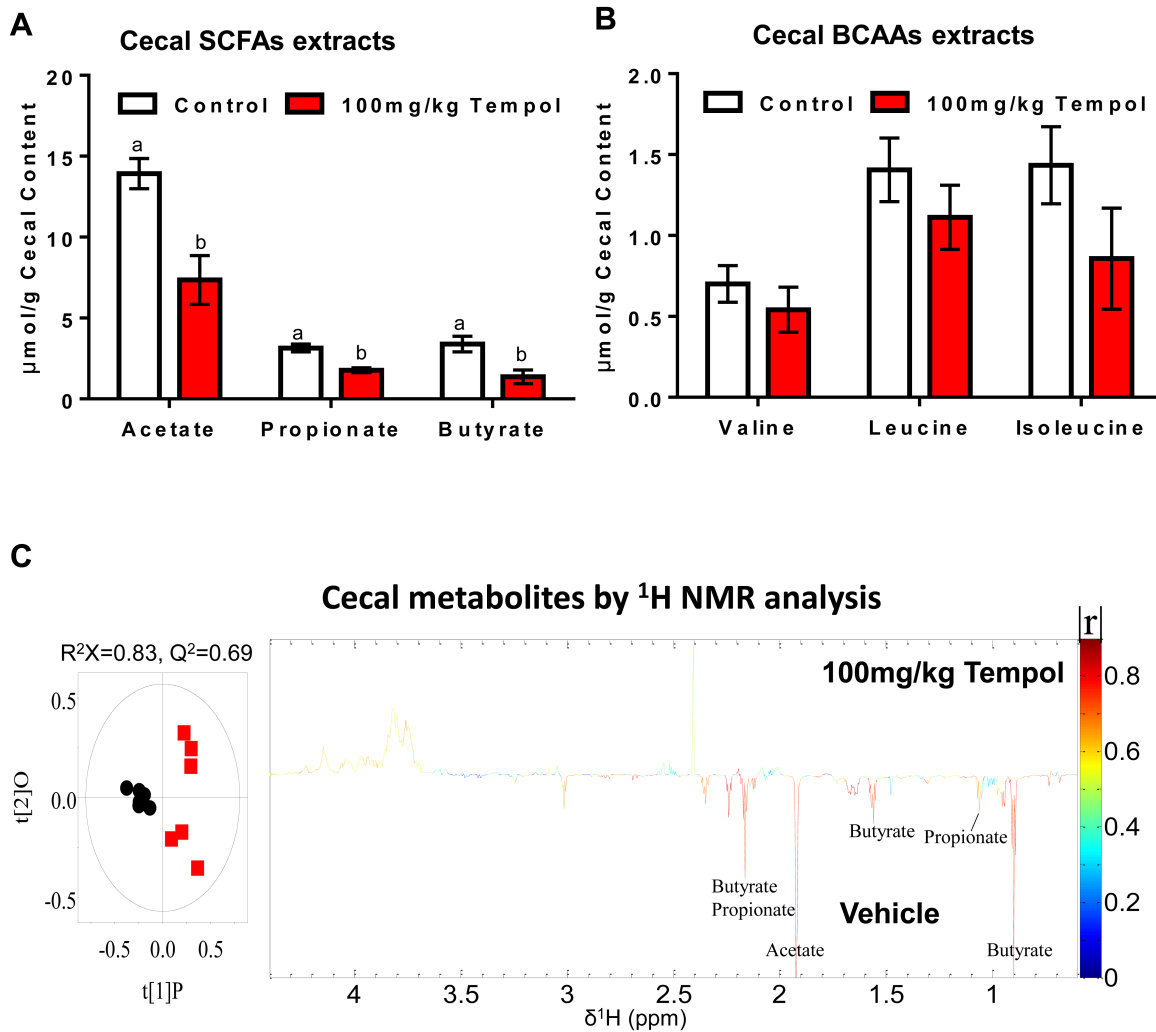 A
Cecal SCFAs extracts
Control
100mg/kg Tempol
µmol/g Cecal Content
20
15
10
5
0
a
b
a
b
a
b
Acetate
Propionate
Butyrate
B
Cecal BCAAs extracts
Control
100mg/kg Tempol
µmol/g Cecal Content
2.0
1.5
1.0
0.5
0.0
Valine
Leucine
Isoleucine
C
Cecal metabolites by ¹H NMR analysis
R²X=0.83, Q²=0.69
t[2]O
0.5
0.0
-0.5
-0.5
0.0
0.5
t[1]P
100mg/kg Tempol
Butyrate
Propionate
Acetate
Butyrate
Propionate
Butyrate
Vehicle
4
3.5
3
2.5
2
1.5
1
δ¹H (ppm)
|r|
0.8
0.6
0.4
0.2
0